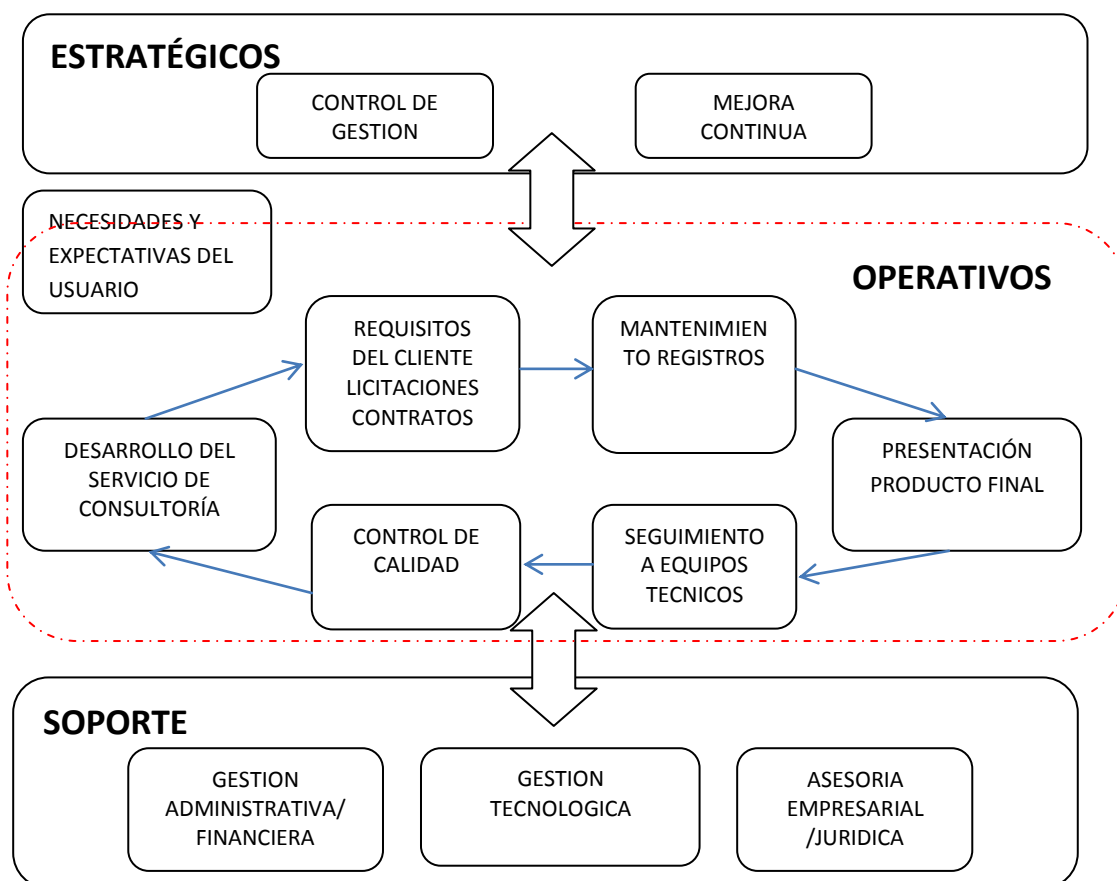 ESTRATÉGICOS
CONTROL DE
GESTION
MEJORA
CONTINUA
NECESIDADES Y
EXPECTATIVAS DEL
USUARIO
OPERATIVOS
REQUISITOS
DEL CLIENTE
LICITACIONES
CONTRATOS
MANTENIMIEN
TO REGISTROS
DESARROLLO DEL
SERVICIO DE
CONSULTORÍA
PRESENTACIÓN
PRODUCTO FINAL
CONTROL DE
CALIDAD
SEGUIMIENTO
A EQUIPOS
TECNICOS
SOPORTE
GESTION
ADMINISTRATIVA/
FINANCIERA
GESTION
TECNOLOGICA
ASESORIA
EMPRESARIAL
/JURIDICA